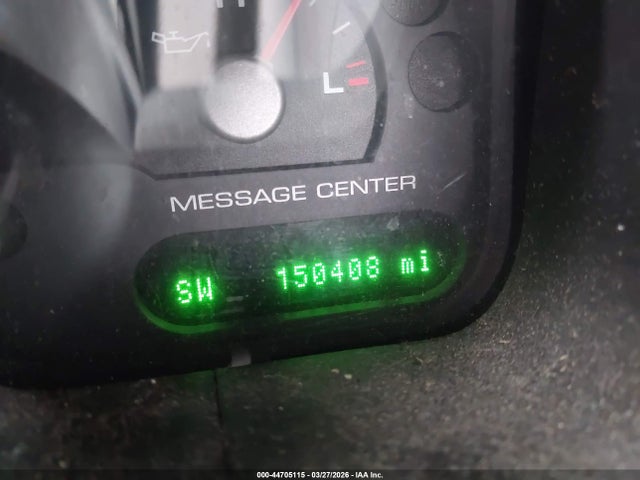 H
L
MESSAGE CENTER
SW 150408 mi
000-44705115 - 03/27/2026 - IAA Inc.